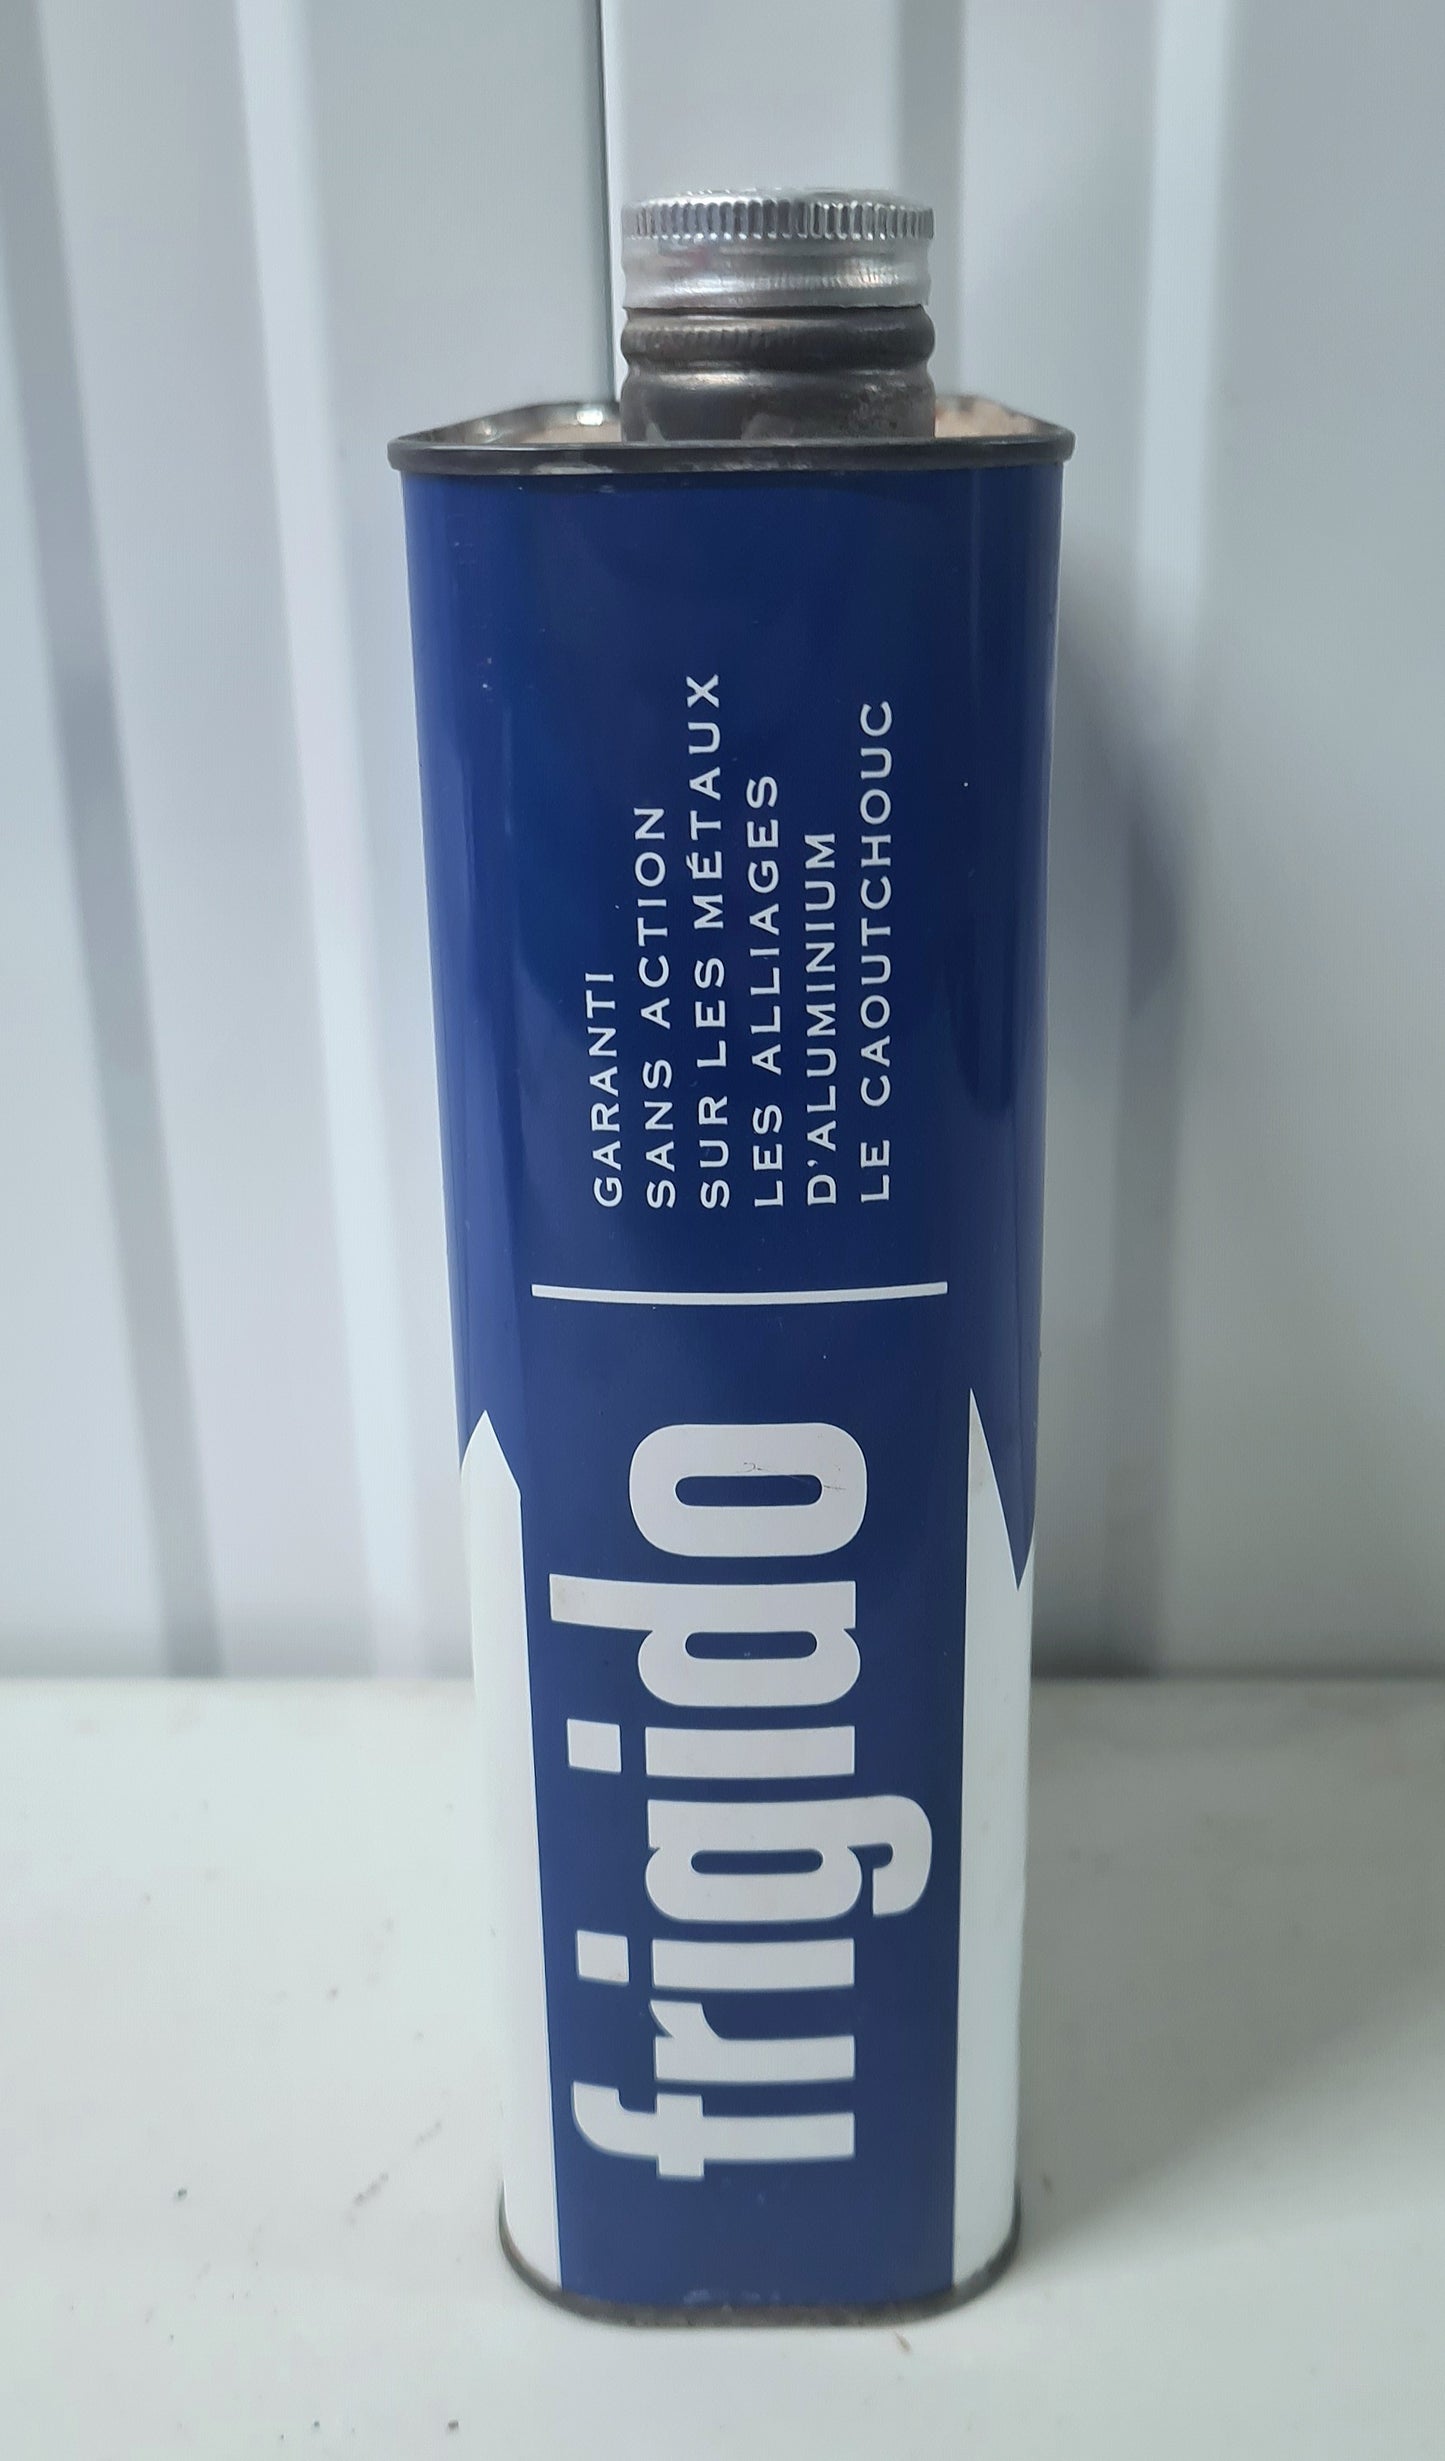 frigido
GARANTI
SANS ACTION
SUR LES MÉTAUX
LES ALLIAGES
D'ALUMINIUM
LE CAOUTCHOUC